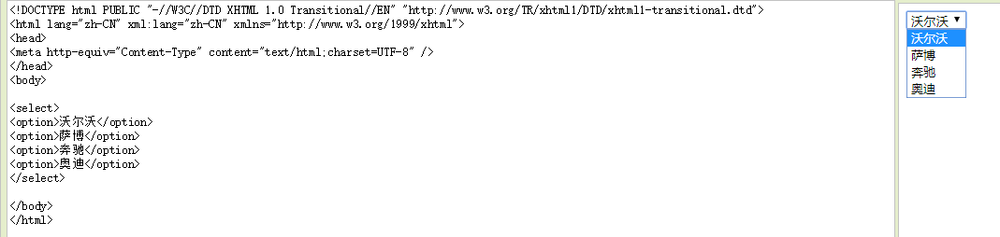 <!DOCTYPE html PUBLIC "-//W3C//DTD XHTML 1.0 Transitional//EN" "http://www.w3.org/TR/xhtml1/DTD/xhtml1-transitional.dtd">
<html lang="zh-CN" xml:lang="zh-CN" xmlns="http://www.w3.org/1999/xhtml">
<head>
<meta http-equiv="Content-Type" content="text/html;charset=UTF-8" />
</head>
<body>
<select>
<option>沃尔沃</option>
<option>萨博</option>
<option>奔驰</option>
<option>奥迪</option>
</select>
</body>
</html>
沃尔沃
沃尔沃
萨博
奔驰
奥迪